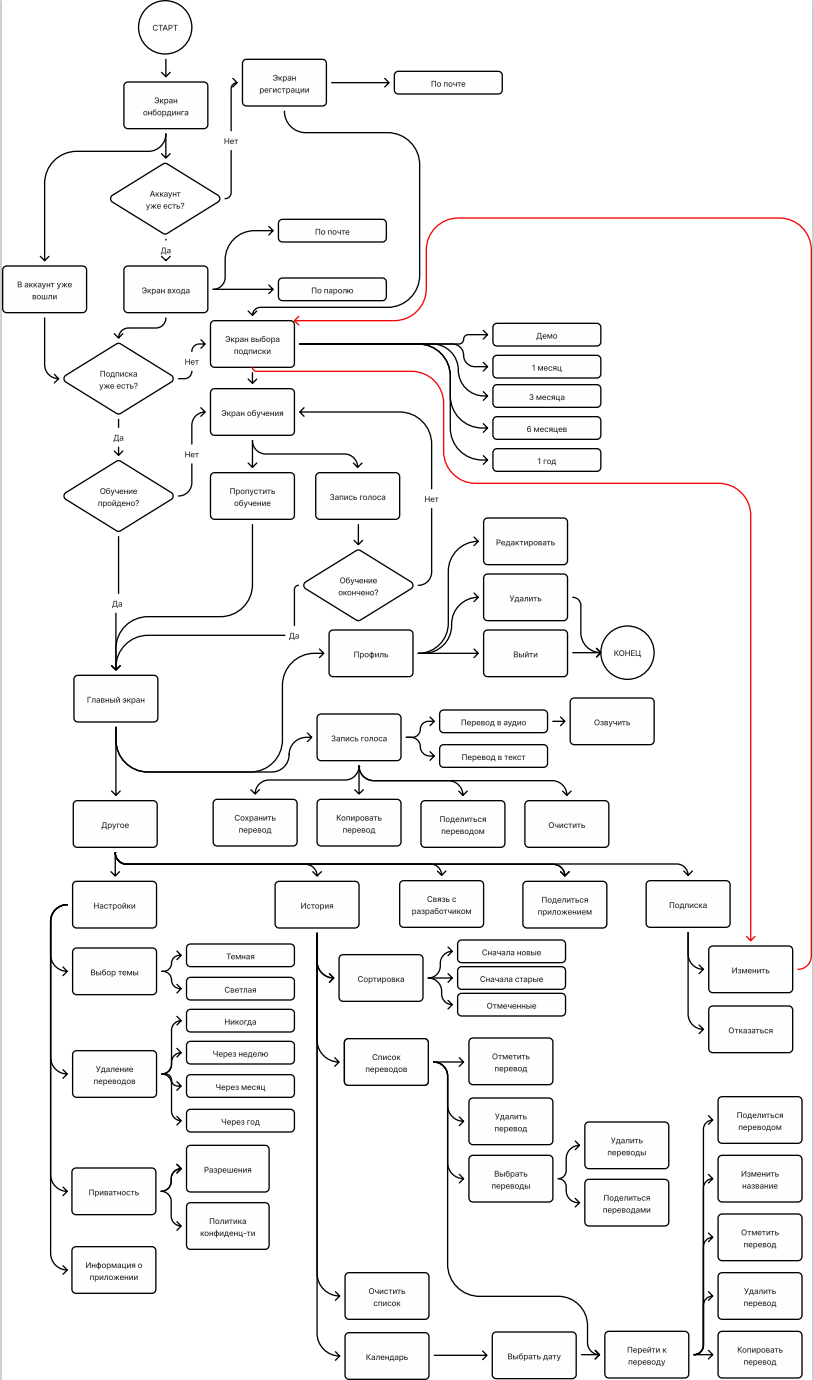 СТАРТ
Экран
онбординга
Экран
регистрации
По почте
Нет
Аккаунт
уже есть?
Да
По почте
В аккаунт уже
вошли
Экран входа
По паролю
Экран выбора
подписки
Демо
1 месяц
3 месяца
6 месяцев
1 год
Нет
Подписка
уже есть?
Да
Экран обучения
Нет
Обучение
пройдено?
Пропустить
обучение
Запись голоса
Нет
Обучение
окончено?
Да
Да
Редактировать
Удалить
Выйти
КОНЕЦ
Профиль
Главный экран
Запись голоса
Перевод в аудио
Озвучить
Перевод в текст
Другое
Сохранить
перевод
Копировать
перевод
Поделиться
переводом
Очистить
Настройки
История
Связь с
разработчиком
Поделиться
приложением
Подписка
Выбор темы
Темная
Светлая
Сортировка
Сначала новые
Сначала старые
Отмеченные
Изменить
Отказаться
Удаление
переводов
Никогда
Через неделю
Через месяц
Через год
Список
переводов
Отметить
перевод
Удалить
перевод
Выбрать
переводы
Удалить
переводы
Поделиться
переводами
Приватность
Разрешения
Политика
конфиденц-ти
Информация о
приложении
Очистить
список
Календарь
Выбрать дату
Перейти к
переводу
Поделиться
переводом
Изменить
название
Отметить
перевод
Удалить
перевод
Копировать
перевод